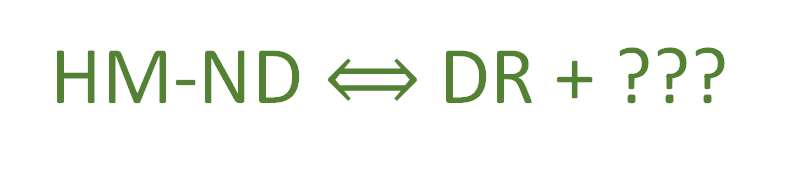 HM-ND ⟺ DR + ???